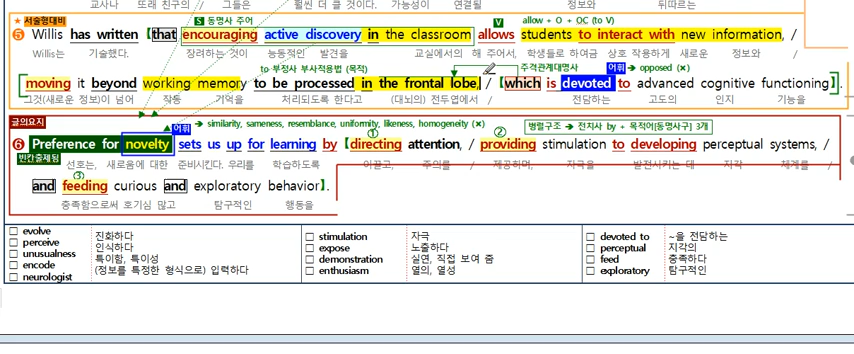 교사나 또래 친구의 / 그들은 훨씬 더 클 것이다. 가능성이 연결될 정보와 뒤따르는
★서술형대비 S 동명사 주어 V allow + O + OC (to V)
⑤ Willis has written 【that encouraging active discovery in the classroom allows students to interact with new information, /
Willis는 기술했다. 장려하는 것이 능동적인 발견을 교실에서의 해 주어서, 학생들로 하여금 상호 작용하게 새로운 정보와 /
to 부정사 부사적용법 (목적) 주격관계대명사 어휘 → opposed (×)
moving it beyond working memory to be processed in the frontal lobe, / 【which is devoted to advanced cognitive functioning】.
그것(새로운 정보)이 넘어 작동 기억을 처리되도록 한다고 (대뇌의) 전두엽에서 / 전담하는 고도의 인지 기능을
글의요지 어휘 → similarity, sameness, resemblance, uniformity, likeness, homogeneity (×) 병렬구조 → 전치사 by + 목적어[동명사구] 3개
① ②
⑥ Preference for novelty sets us up for learning by 【directing attention, / providing stimulation to developing perceptual systems, /
빈칸출제됨 선호는, 새로움에 대한 준비시킨다. 우리를 학습하도록 이끌고, 주의를 / 제공하며, 자극을 발전시키는 데 지각 체계를 /
③
and feeding curious and exploratory behavior】.
충족함으로써 호기심 많고 탐구적인 행동을
□ evolve 진화하다 □ stimulation 자극 □ devoted to ~을 전담하는
□ perceive 인식하다 □ expose 노출하다 □ perceptual 지각의
□ unusualness 특이함, 특이성 □ demonstration 실연, 직접 보여 줌 □ feed 충족하다
□ encode (정보를 특정한 형식으로) 입력하다 □ enthusiasm 열의, 열성 □ exploratory 탐구적인
□ neurologist